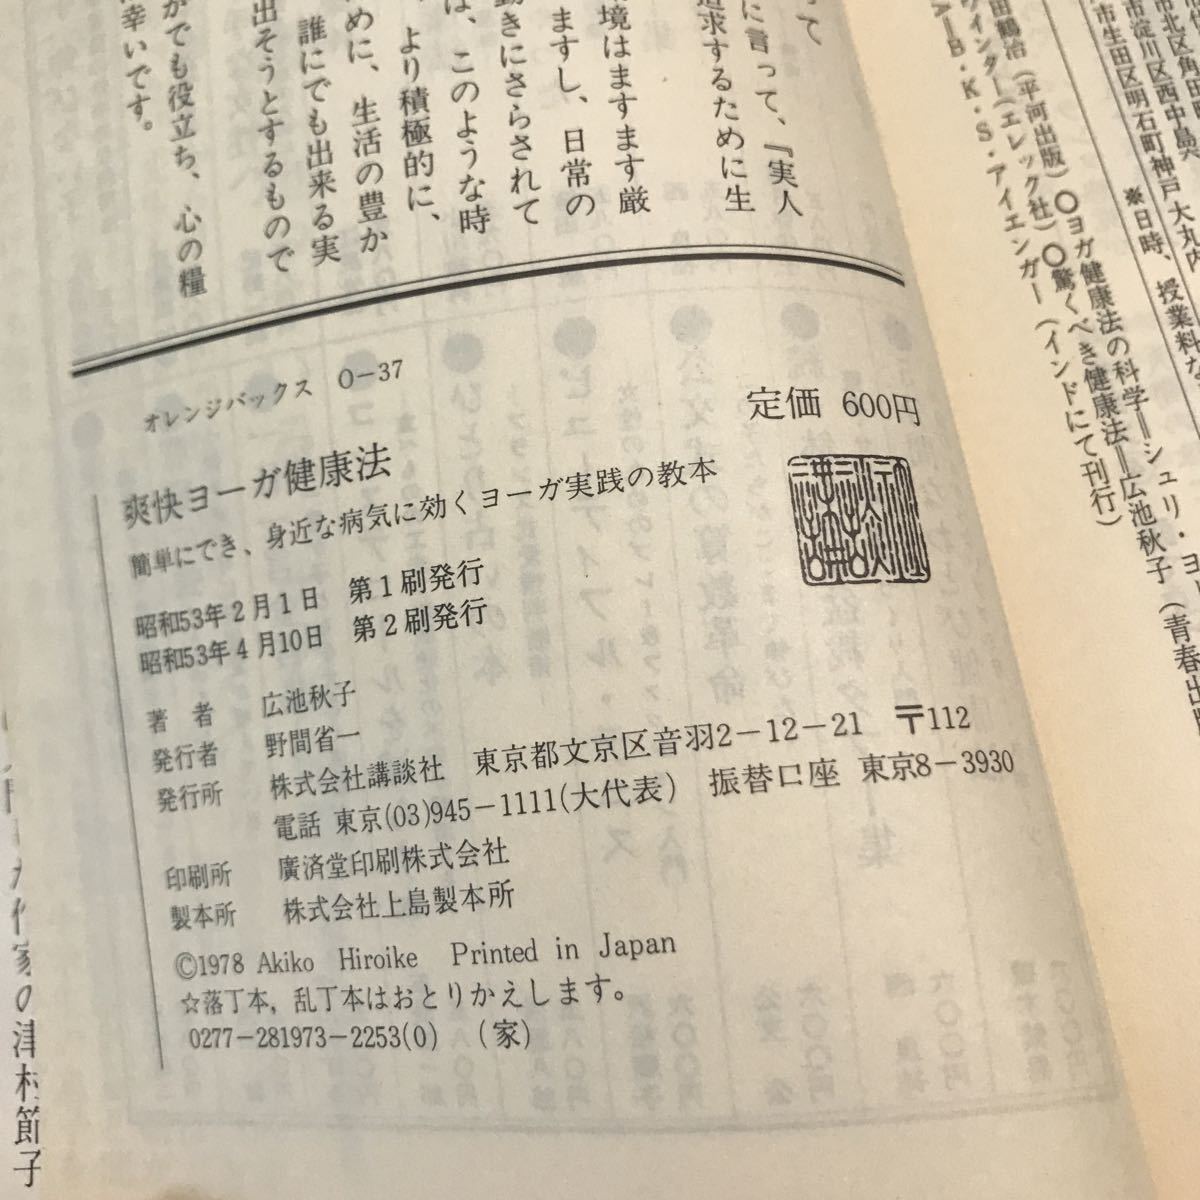 市北区角田
市淀川区西中島
市生田区明石町神戸大丸内
※日時、授業料な
田鶴治（平河出版）〇ヨガ健康法の科学＝シュリ・ヨ
ウインター（エレック社）〇驚くべき健康法＝広池秋子（青春出版
B・K・S・アイエンガー（インドにて刊行）
って
に言って、『実人
追求するために生
境はますます厳
ますし、日常の
動きにさらされて
は、このような時
、より積極的に、
めに、生活の豊か
誰にでも出来る実
出そうとするもので
がでも役立ち、心の糧
幸いです。
オレンジバックス O−37
定価 600円
爽快ヨーガ健康法
簡単にでき、身近な病気に効くヨーガ実践の教本
昭和53年2月1日 第1刷発行
昭和53年4月10日 第2刷発行
著者 広池秋子
発行者 野間省一
発行所 株式会社講談社 東京都文京区音羽2−12−21 〒112
電話 東京(03)945−1111(大代表) 振替口座 東京8−3930
印刷所 廣済堂印刷株式会社
製本所 株式会社上島製本所
©1978 Akiko Hiroike Printed in Japan
☆落丁本，乱丁本はおとりかえします。
0277−281973−2253(0) (家)
作家の津村節子